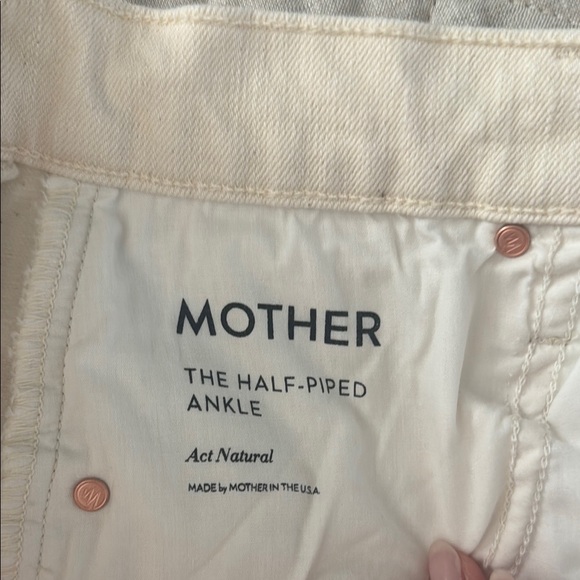 MOTHER
THE HALF-PIPED
ANKLE
Act Natural
MADE by MOTHER IN THE U.S.A.